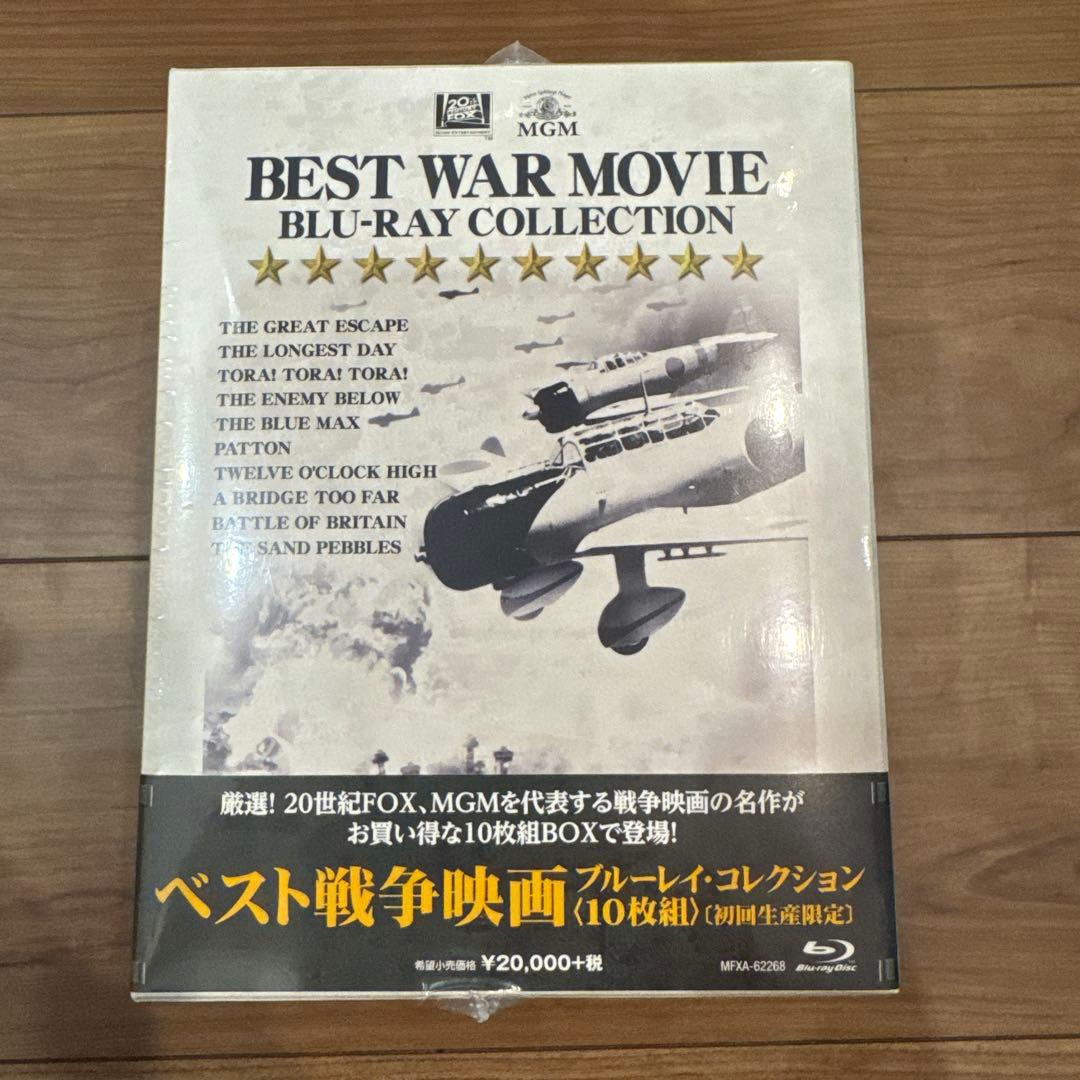 20th CENTURY FOX
HOME ENTERTAINMENT
TM
MGM
BEST WAR MOVIE
BLU-RAY COLLECTION
THE GREAT ESCAPE
THE LONGEST DAY
TORA! TORA! TORA!
THE ENEMY BELOW
THE BLUE MAX
PATTON
TWELVE O'CLOCK HIGH
A BRIDGE TOO FAR
BATTLE OF BRITAIN
THE SAND PEBBLES
厳選! 20世紀FOX、MGMを代表する戦争映画の名作が
お買い得な10枚組BOXで登場!
ベスト戦争映画 ブルーレイ・コレクション
〈10枚組〉〔初回生産限定〕
希望小売価格 ¥20,000+税
MFXA-62268 Blu-ray Disc